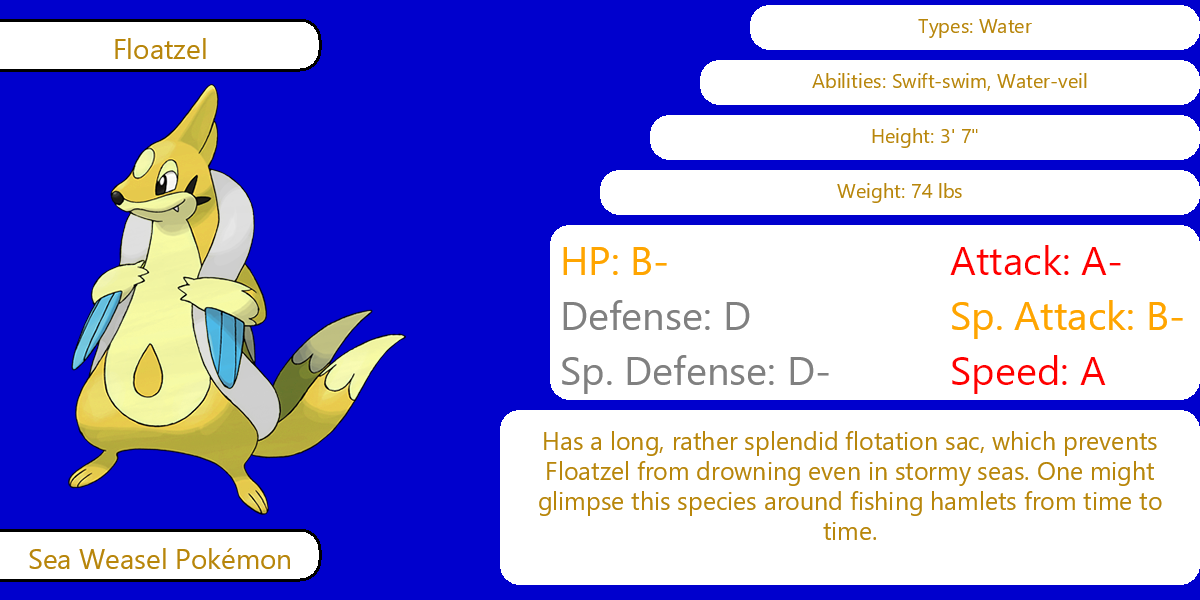 Floatzel
Types: Water
Abilities: Swift-swim, Water-veil
Height: 3' 7"
Weight: 74 lbs
HP: B-
Attack: A-
Defense: D
Sp. Attack: B-
Sp. Defense: D-
Speed: A
Has a long, rather splendid flotation sac, which prevents
Floatzel from drowning even in stormy seas. One might
glimpse this species around fishing hamlets from time to
time.
Sea Weasel Pokémon